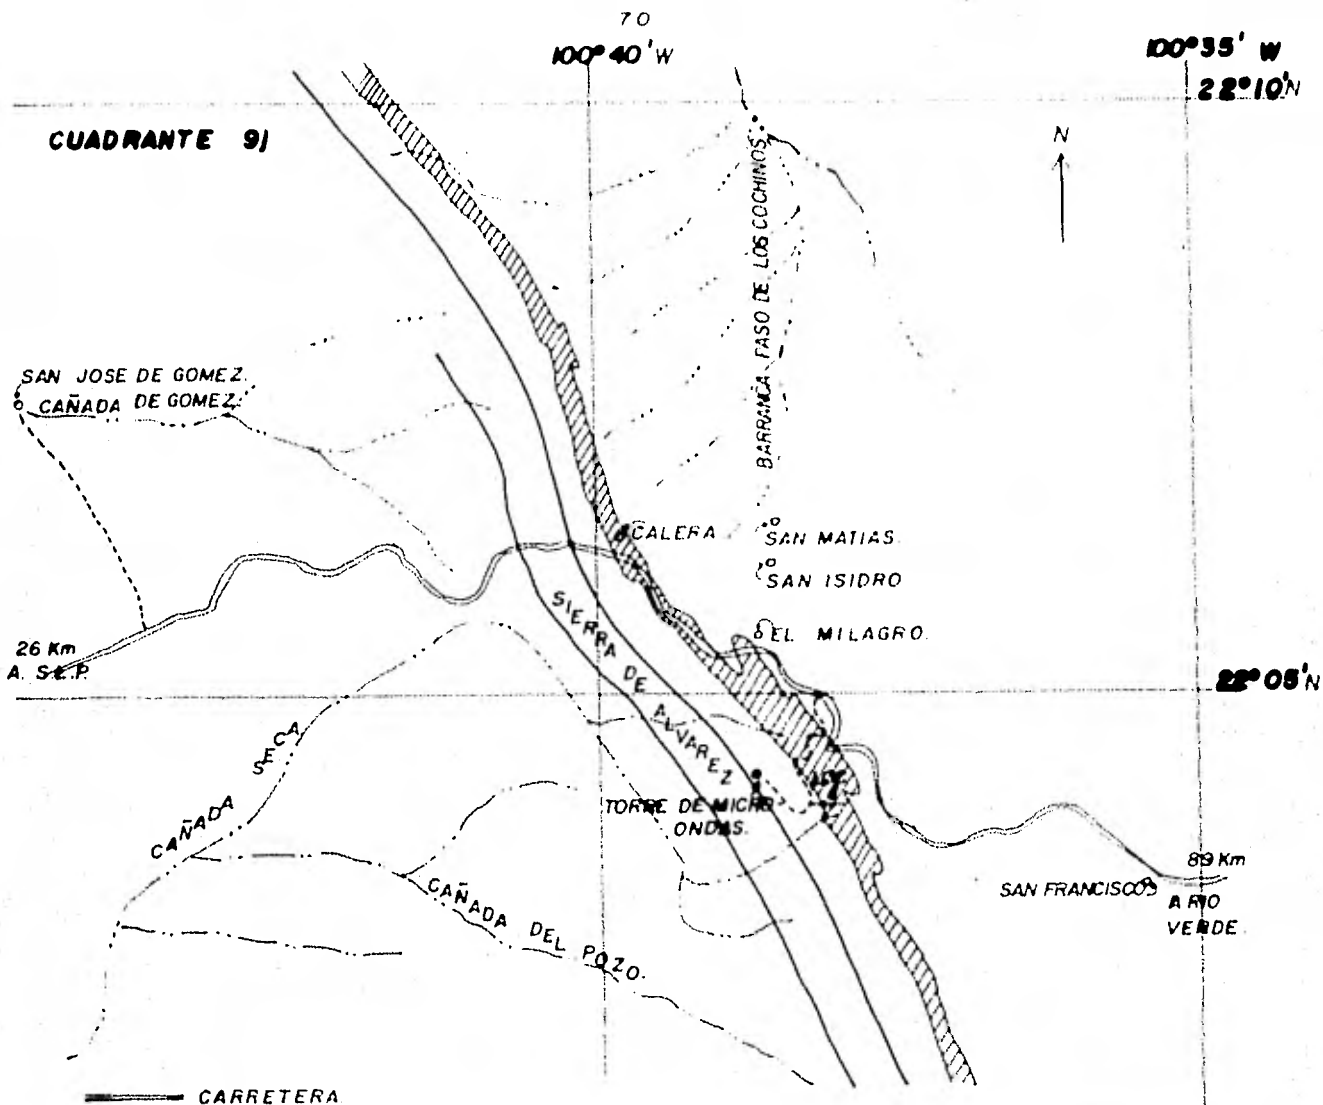 70
100° 40' W
100° 35' W
22° 10' N
CUADRANTE 91
N
BARRANCA PASO DE LOS COCHINOS
SAN JOSE DE GOMEZ.
CAÑADA DE GOMEZ.
CALERA
SAN MATIAS.
SAN ISIDRO
EL MILAGRO.
26 Km
A. S.L.P.
SIERRA DE ALVAREZ
22° 05' N
CAÑADA SECA
TORRE DE MICRO
ONDAS.
CAÑADA DEL POZO.
89 Km
SAN FRANCISCO
A RIO
VERDE.
CARRETERA